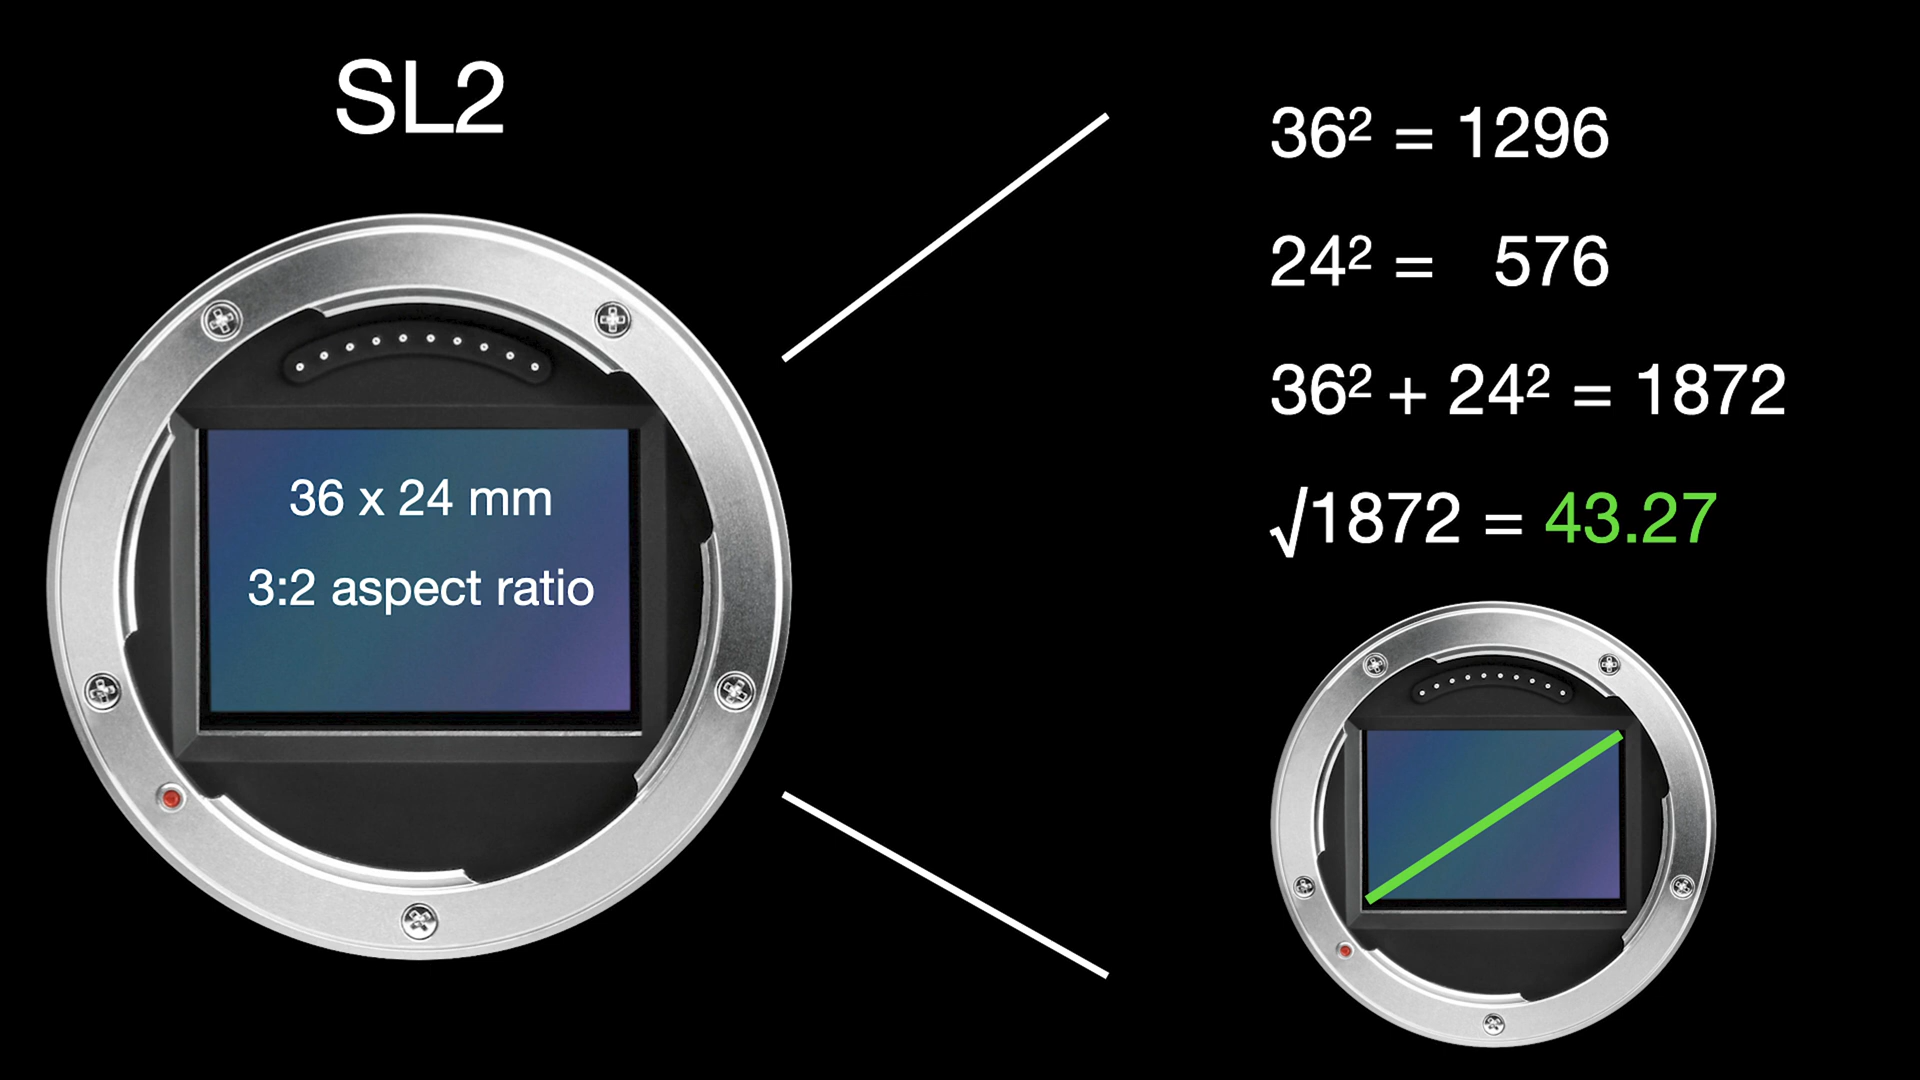 SL2
36 x 24 mm
3:2 aspect ratio
36² = 1296
24² = 576
36² + 24² = 1872
√1872 = 43.27